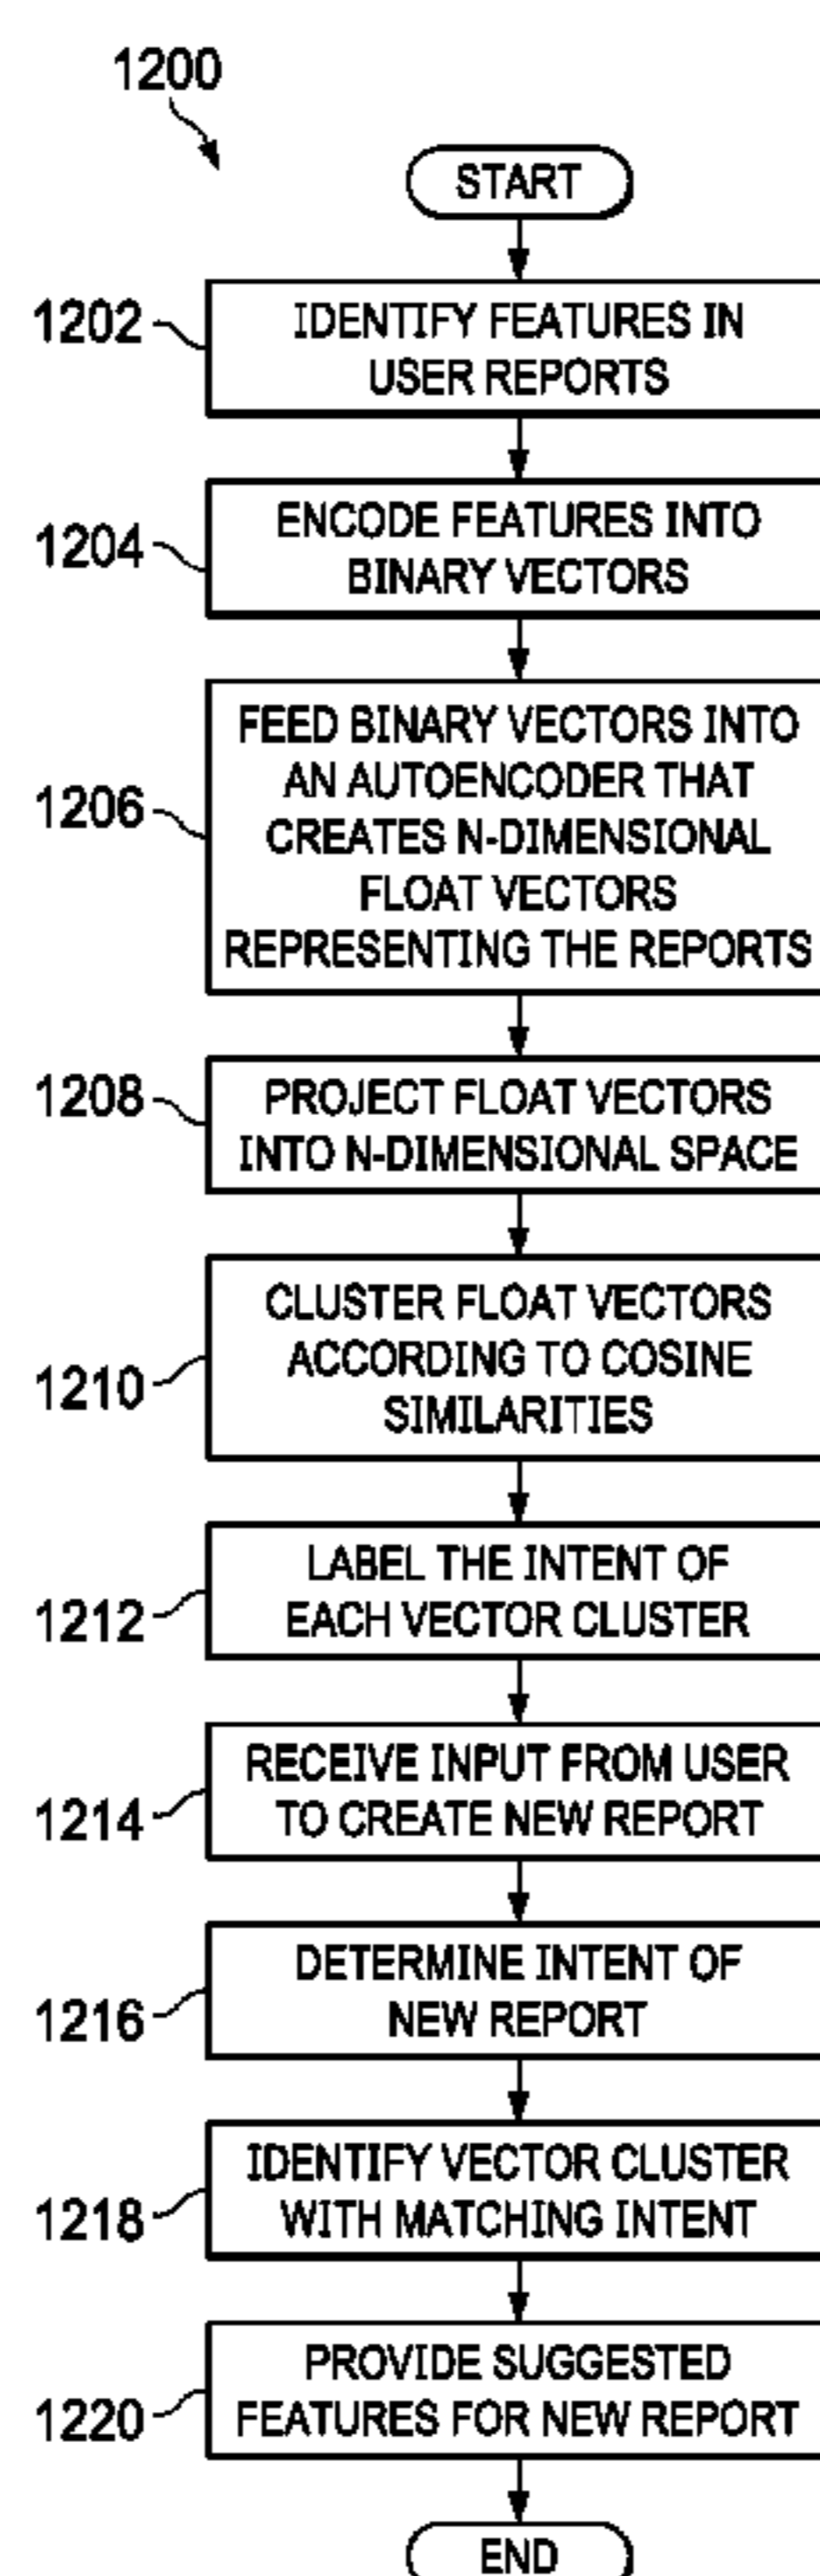 1200
START
1202
IDENTIFY FEATURES IN
USER REPORTS
1204
ENCODE FEATURES INTO
BINARY VECTORS
1206
FEED BINARY VECTORS INTO
AN AUTOENCODER THAT
CREATES N-DIMENSIONAL
FLOAT VECTORS
REPRESENTING THE REPORTS
1208
PROJECT FLOAT VECTORS
INTO N-DIMENSIONAL SPACE
1210
CLUSTER FLOAT VECTORS
ACCORDING TO COSINE
SIMILARITIES
1212
LABEL THE INTENT OF
EACH VECTOR CLUSTER
1214
RECEIVE INPUT FROM USER
TO CREATE NEW REPORT
1216
DETERMINE INTENT OF
NEW REPORT
1218
IDENTIFY VECTOR CLUSTER
WITH MATCHING INTENT
1220
PROVIDE SUGGESTED
FEATURES FOR NEW REPORT
END